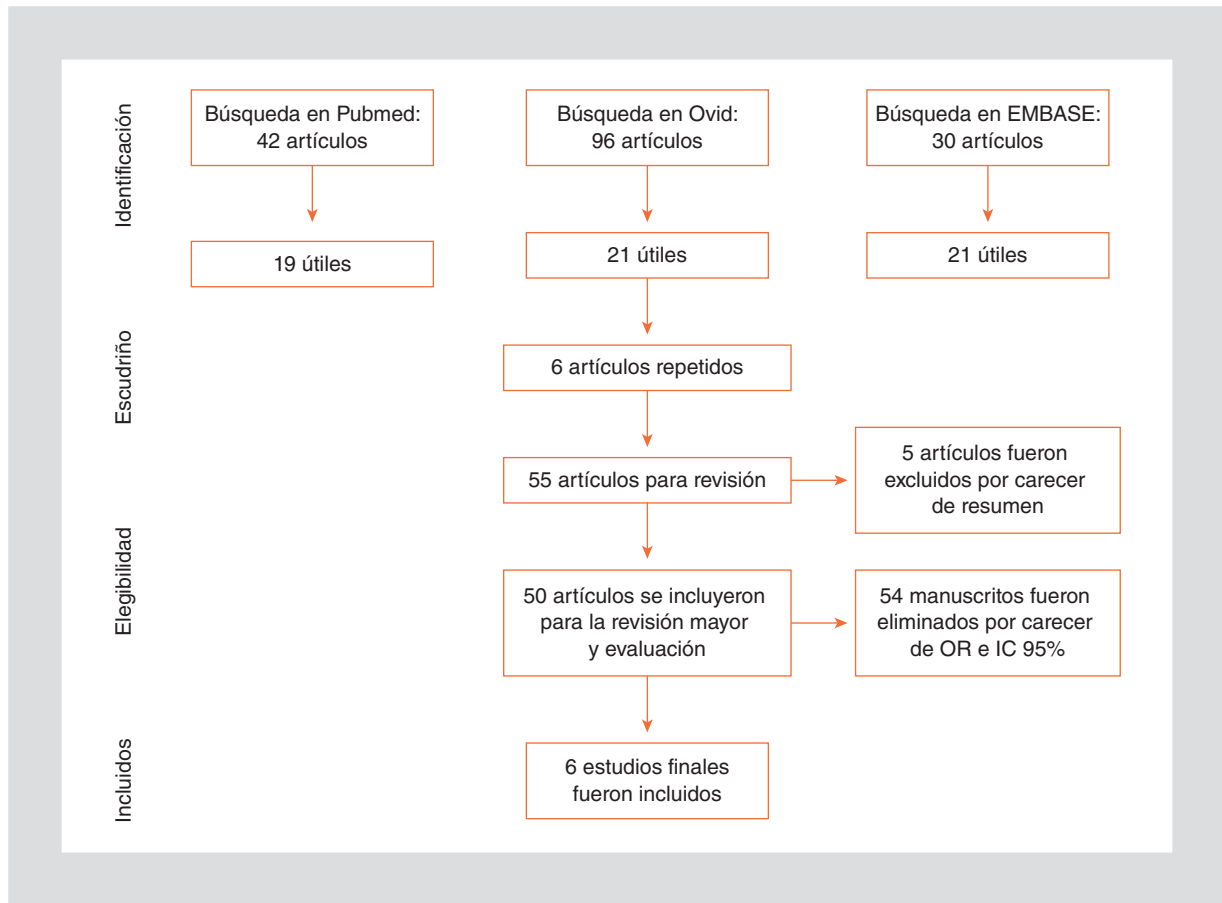 Identificación
Búsqueda en Pubmed:
42 artículos
Búsqueda en Ovid:
96 artículos
Búsqueda en EMBASE:
30 artículos
19 útiles
21 útiles
21 útiles
Escudriño
6 artículos repetidos
55 artículos para revisión
5 artículos fueron
excluidos por carecer
de resumen
Elegibilidad
50 artículos se incluyeron
para la revisión mayor
y evaluación
54 manuscritos fueron
eliminados por carecer
de OR e IC 95%
Incluidos
6 estudios finales
fueron incluidos